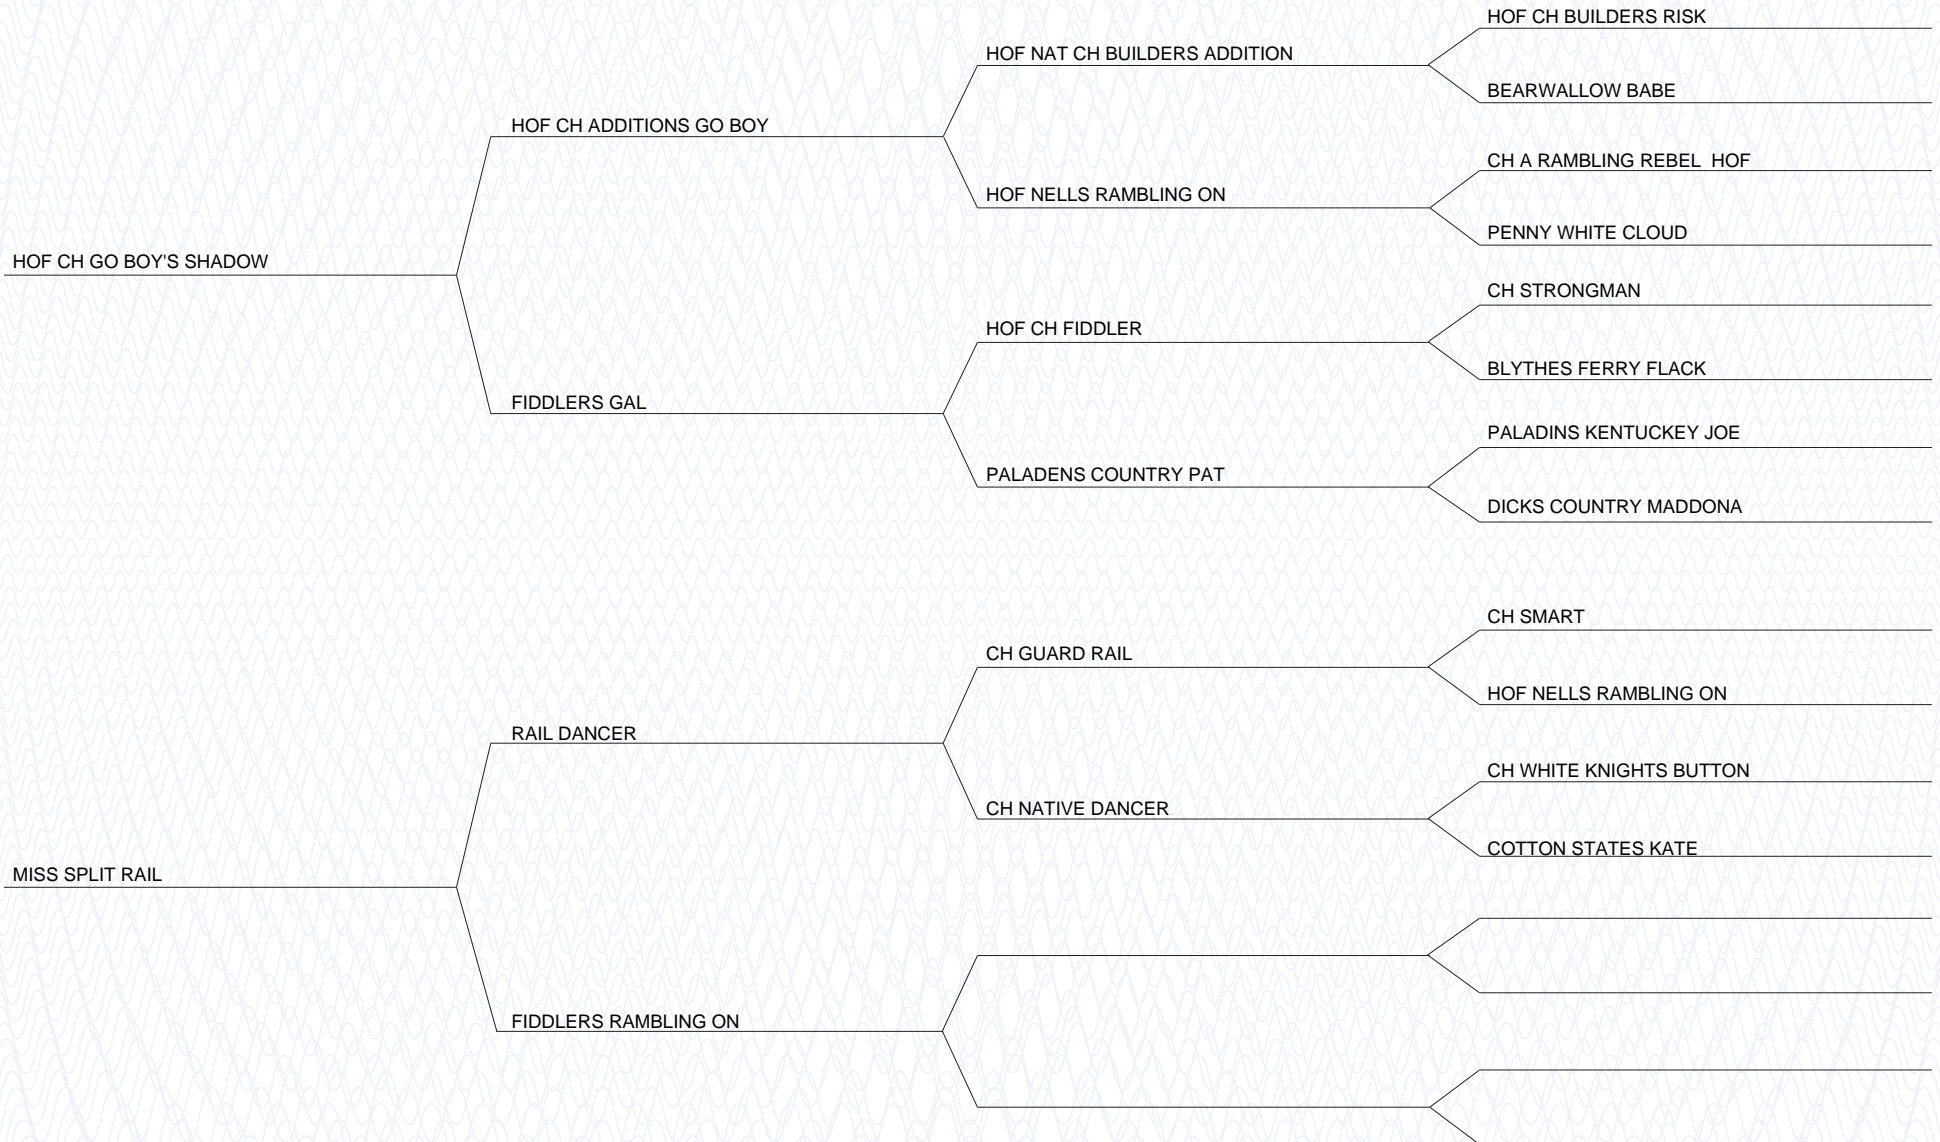 HOF CH BUILDERS RISK
HOF NAT CH BUILDERS ADDITION
BEARWALLOW BABE
HOF CH ADDITIONS GO BOY
CH A RAMBLING REBEL  HOF
HOF NELLS RAMBLING ON
PENNY WHITE CLOUD
HOF CH GO BOY'S SHADOW
CH STRONGMAN
HOF CH FIDDLER
BLYTHES FERRY FLACK
FIDDLERS GAL
PALADINS KENTUCKEY JOE
PALADENS COUNTRY PAT
DICKS COUNTRY MADDONA
CH SMART
CH GUARD RAIL
HOF NELLS RAMBLING ON
RAIL DANCER
CH WHITE KNIGHTS BUTTON
CH NATIVE DANCER
COTTON STATES KATE
MISS SPLIT RAIL
FIDDLERS RAMBLING ON